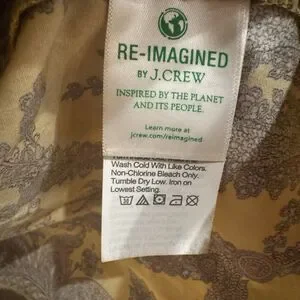 RE-IMAGINED
BY J.CREW
INSPIRED BY THE PLANET
AND ITS PEOPLE.
Learn more at
jcrew.com/reimagined
Wash Cold With Like Colors.
Non-Chlorine Bleach Only.
Tumble Dry Low. Iron on
Lowest Setting.